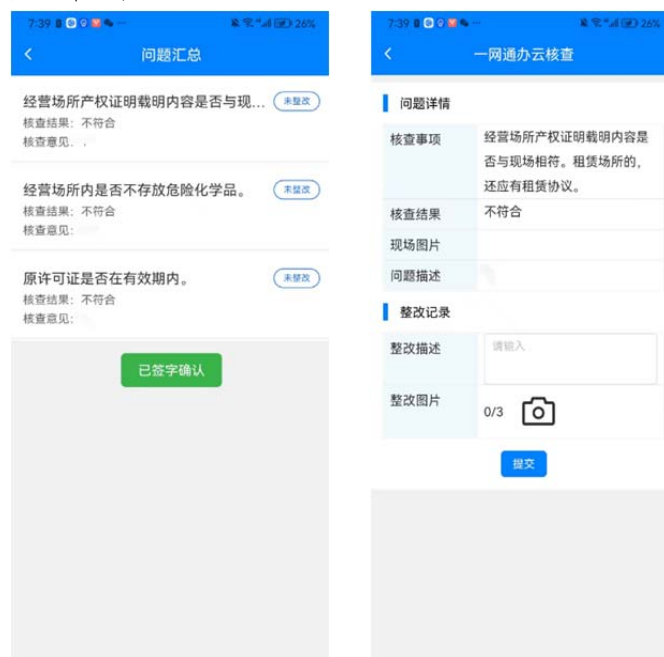 7:39
26%
问题汇总
经营场所产权证明载明内容是否与现...
未整改
核查结果：不符合
核查意见.
经营场所内是否不存放危险化学品。
未整改
核查结果：不符合
核查意见：
原许可证是否在有效期内。
未整改
核查结果：不符合
核查意见：
已签字确认
7:39
26%
一网通办云核查
问题详情
核查事项
经营场所产权证明载明内容是
否与现场相符。租赁场所的，
还应有租赁协议。
核查结果
不符合
现场图片
问题描述
整改记录
整改描述
请输入
整改图片
0/3
提交